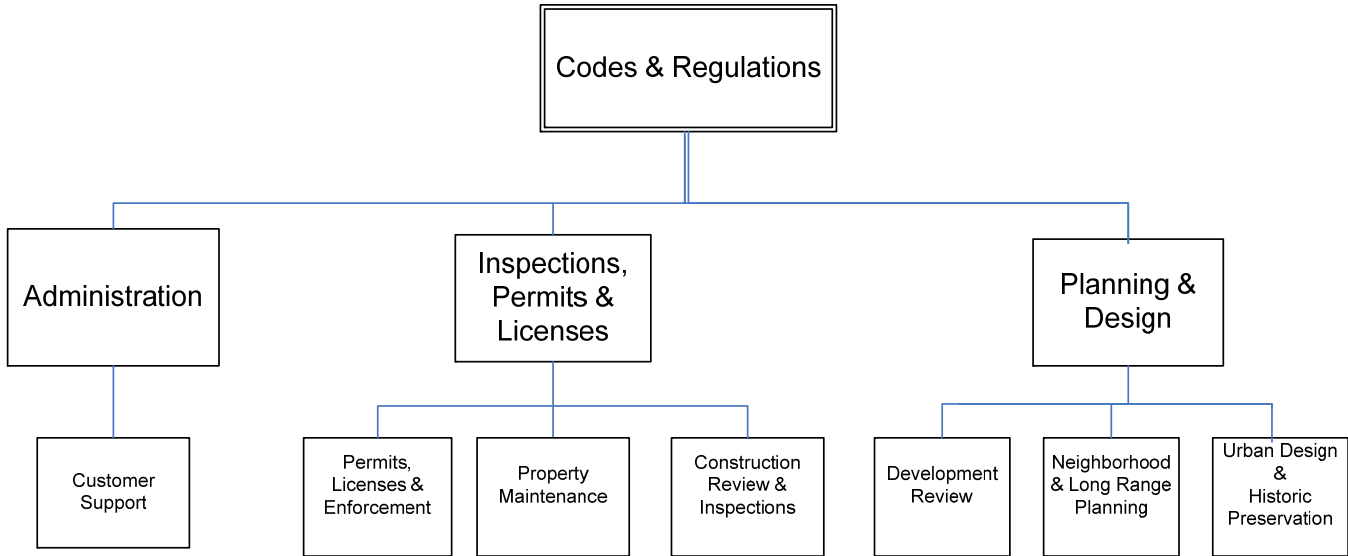 Codes & Regulations
Administration
Inspections,
Permits &
Licenses
Planning &
Design
Customer
Support
Permits,
Licenses &
Enforcement
Property
Maintenance
Construction
Review &
Inspections
Development
Review
Neighborhood
& Long Range
Planning
Urban Design
&
Historic
Preservation